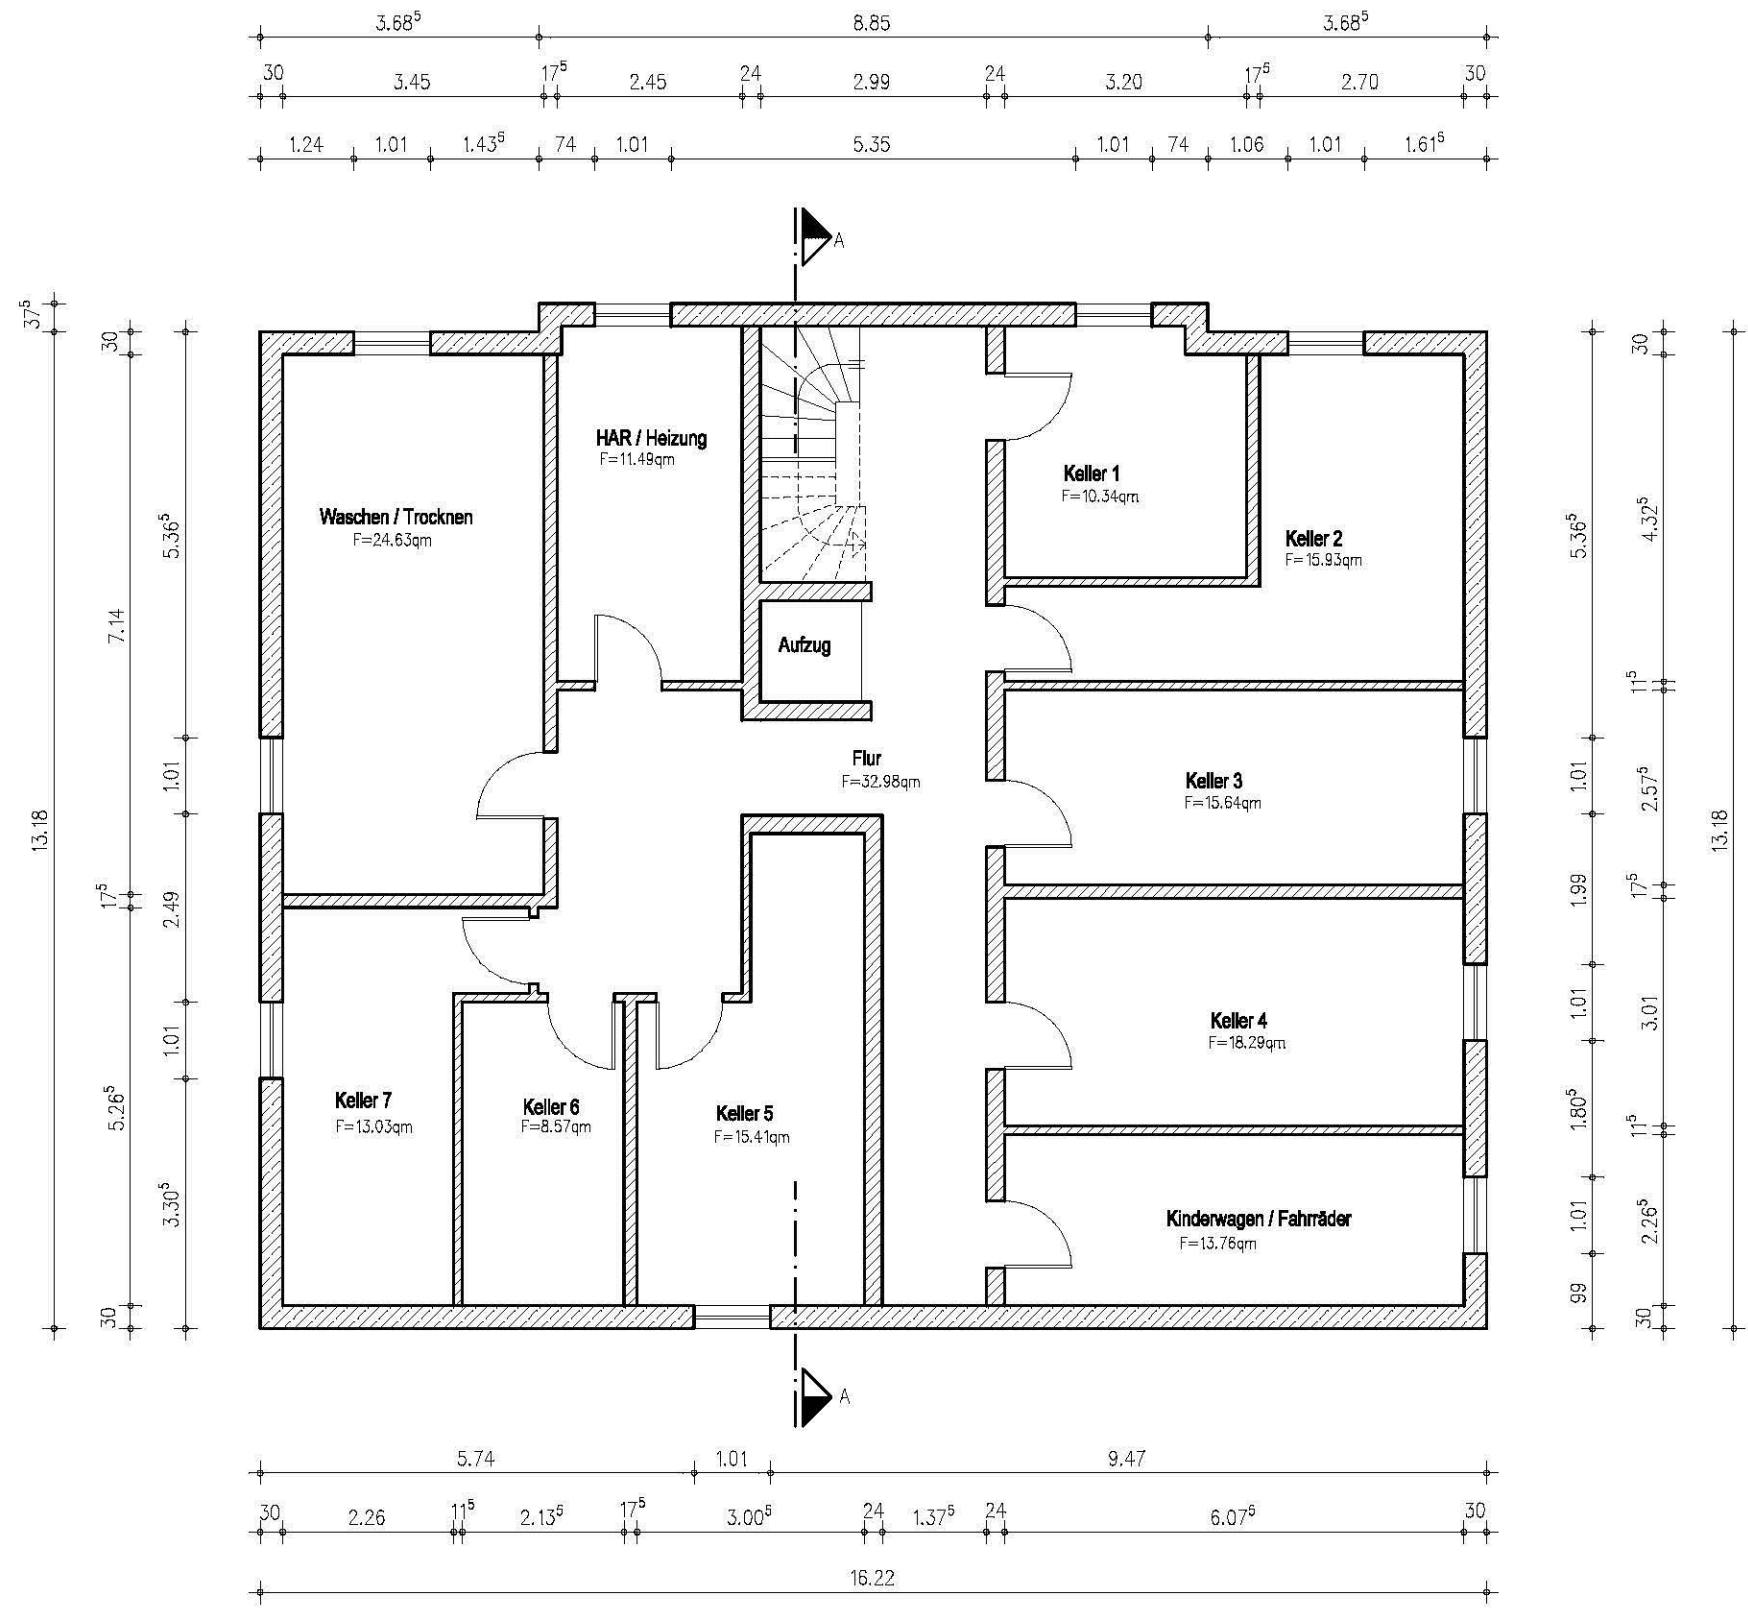 3.68⁵ 8.85 3.68⁵
30 3.45 17⁵ 2.45 24 2.99 24 3.20 17⁵ 2.70 30
1.24 1.01 1.43⁵ 74 1.01 5.35 1.01 74 1.06 1.01 1.61⁵
A
37⁵
13.18
30
7.14
17⁵
5.26⁵
30
5.36⁵
1.01
2.49
1.01
3.30⁵
Waschen / Trocknen
F=24.63qm
HAR / Heizung
F=11.49qm
Keller 1
F=10.34qm
Keller 2
F=15.93qm
Aufzug
Flur
F=32.98qm
Keller 3
F=15.64qm
Keller 4
F=18.29qm
Keller 7
F=13.03qm
Keller 6
F=8.57qm
Keller 5
F=15.41qm
Kinderwagen / Fahrräder
F=13.76qm
5.36⁵
1.01
1.99
1.01
1.80⁵
1.01
99
30
4.32⁵
11⁵
2.57⁵
17⁵
3.01
11⁵
2.26⁵
30
13.18
A
5.74 1.01 9.47
30 2.26 11⁵ 2.13⁵ 17⁵ 3.00⁵ 24 1.37⁵ 24 6.07⁵ 30
16.22